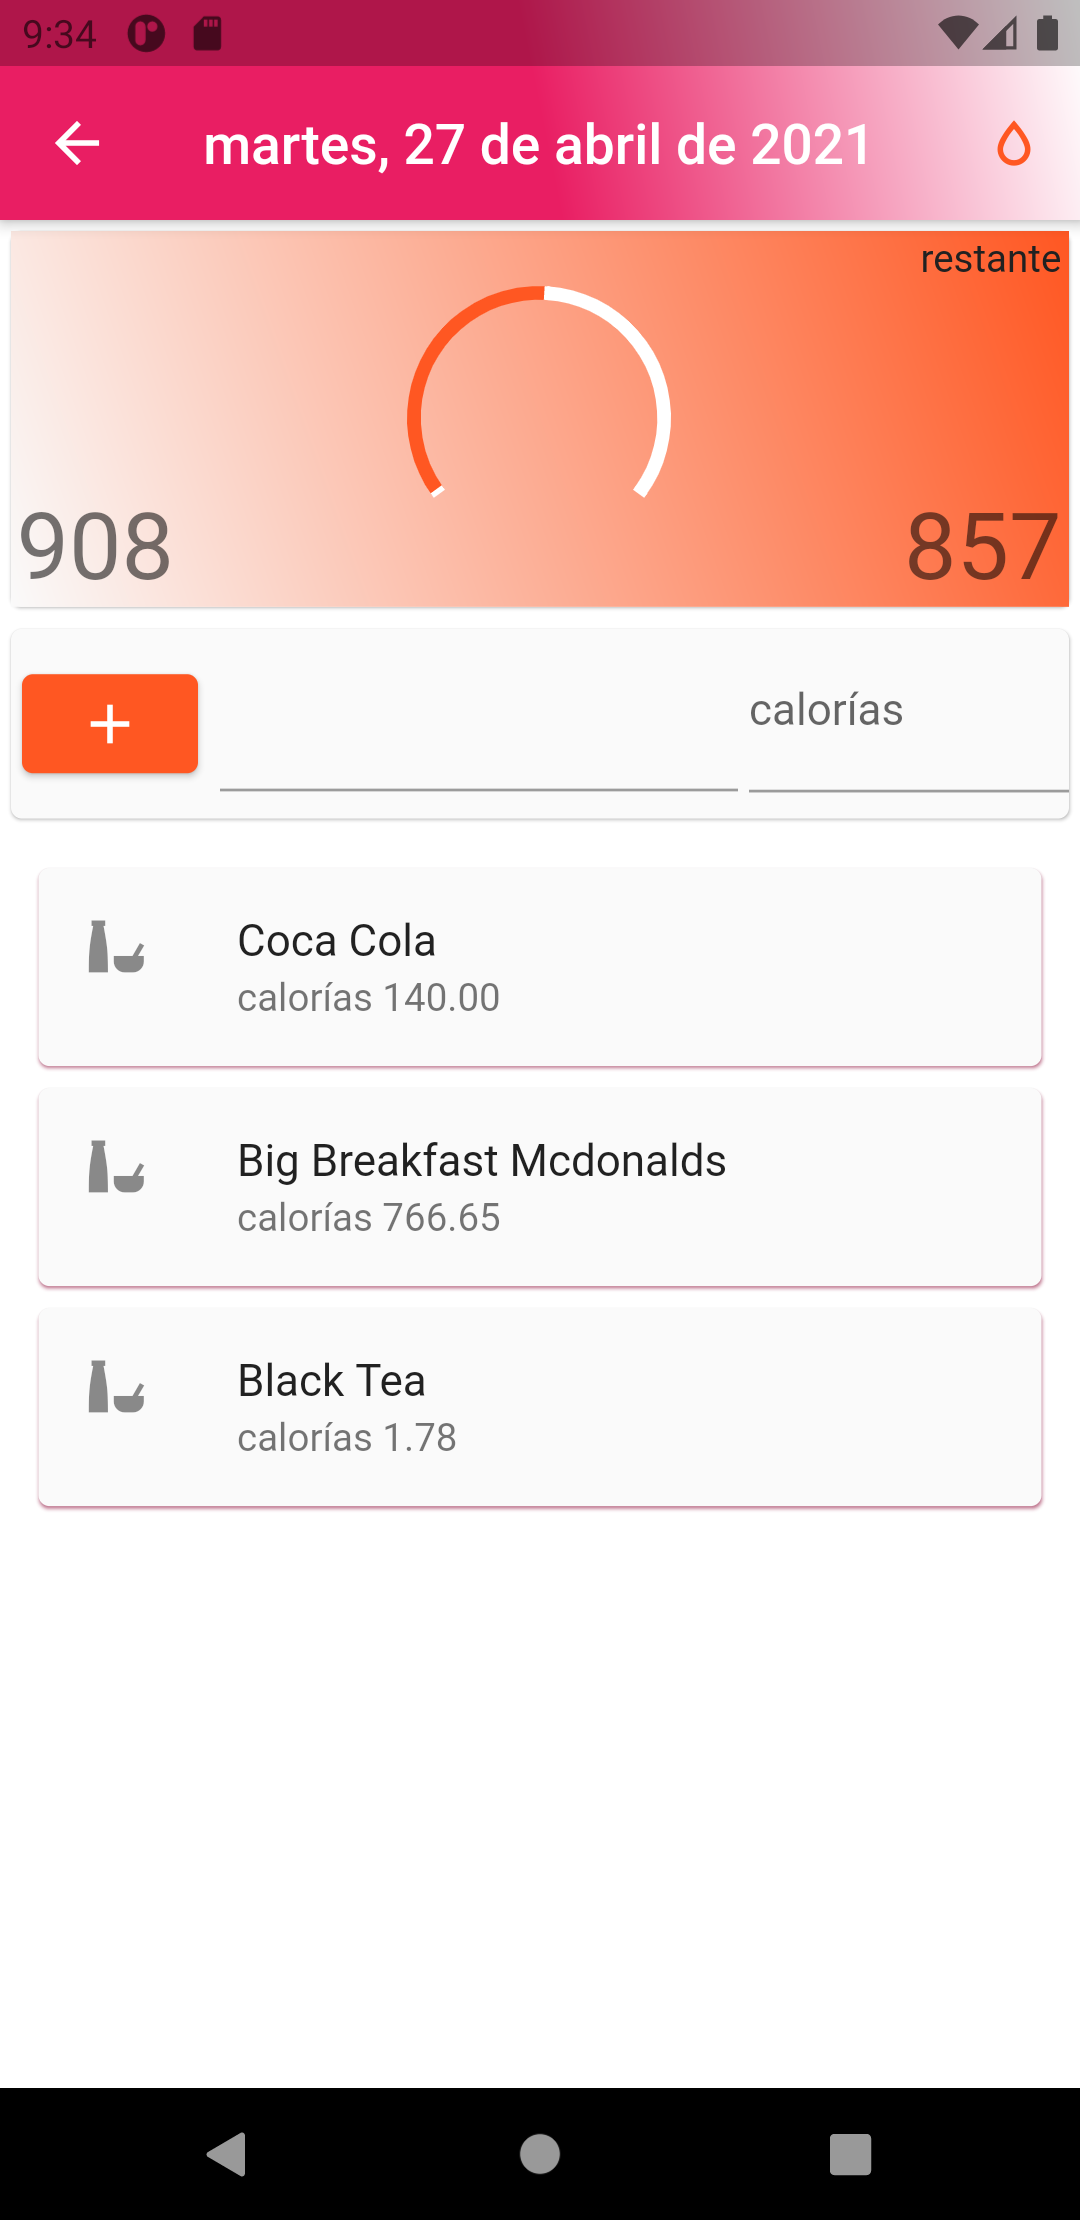 9:34
martes, 27 de abril de 2021
restante
908
857
calorías
Coca Cola
calorías 140.00
Big Breakfast Mcdonalds
calorías 766.65
Black Tea
calorías 1.78